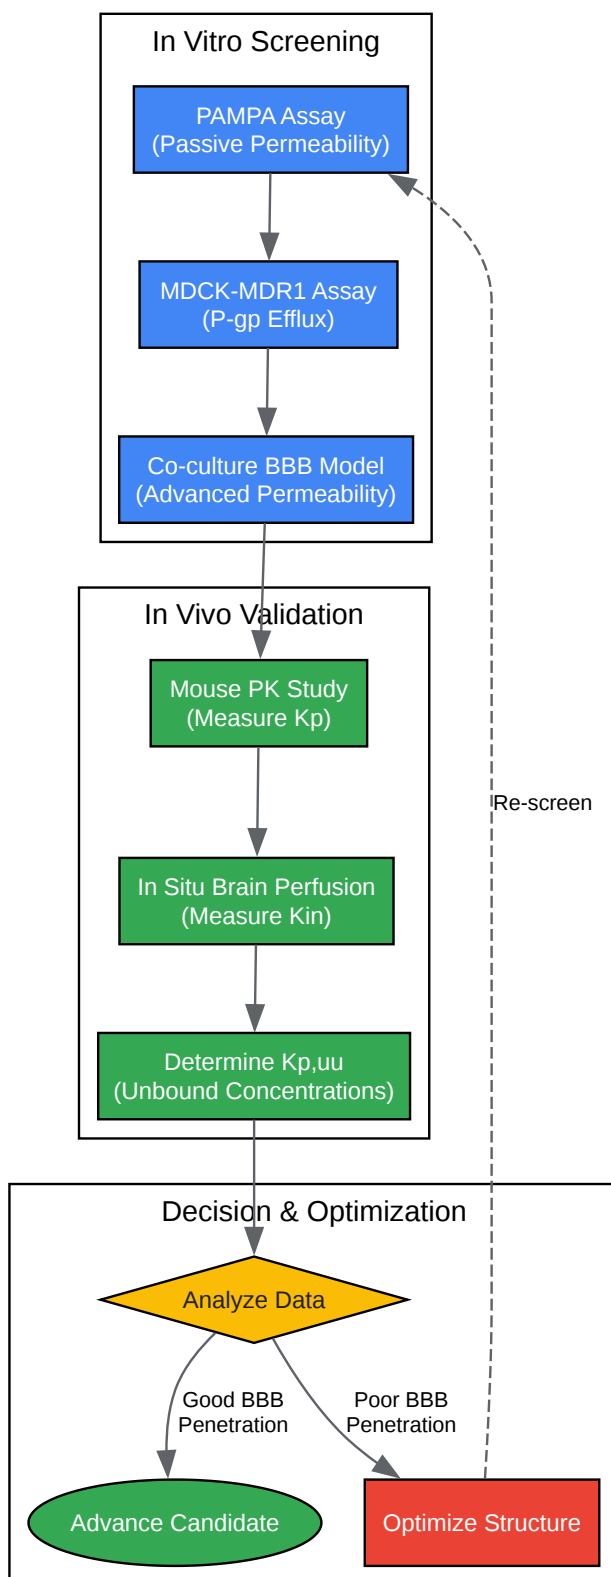 In Vitro Screening
PAMPA Assay
(Passive Permeability)
MDCK-MDR1 Assay
(P-gp Efflux)
Co-culture BBB Model
(Advanced Permeability)
In Vivo Validation
Mouse PK Study
(Measure Kp)
Re-screen
In Situ Brain Perfusion
(Measure Kin)
Determine Kp,uu
(Unbound Concentrations)
Decision & Optimization
Analyze Data
Good BBB
Penetration
Poor BBB
Penetration
Advance Candidate
Optimize Structure